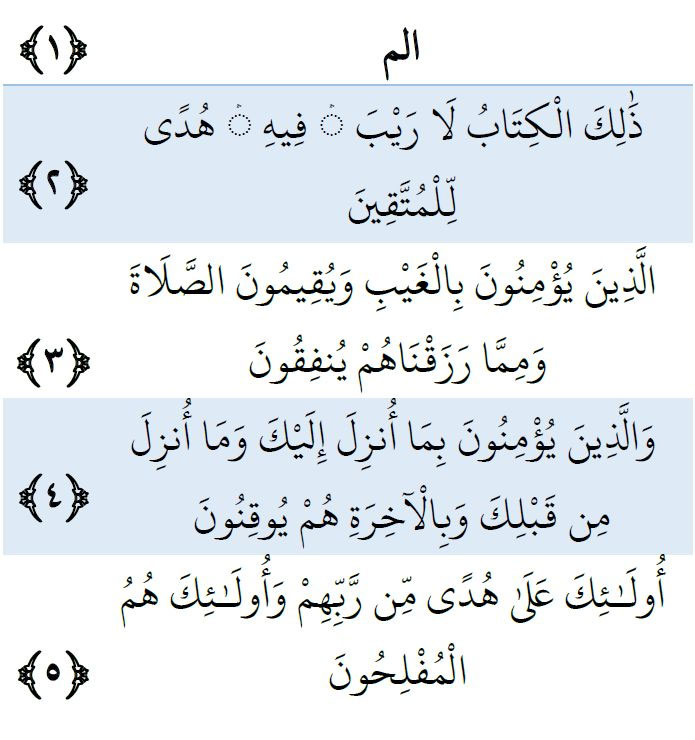 الم ﴿١﴾
ذَٰلِكَ الْكِتَابُ لَا رَيْبَ ۛ فِيهِ ۛ هُدًى
لِّلْمُتَّقِينَ ﴿٢﴾
الَّذِينَ يُؤْمِنُونَ بِالْغَيْبِ وَيُقِيمُونَ الصَّلَاةَ
وَمِمَّا رَزَقْنَاهُمْ يُنفِقُونَ ﴿٣﴾
وَالَّذِينَ يُؤْمِنُونَ بِمَا أُنزِلَ إِلَيْكَ وَمَا أُنزِلَ
مِن قَبْلِكَ وَبِالْآخِرَةِ هُمْ يُوقِنُونَ ﴿٤﴾
أُولَـٰئِكَ عَلَىٰ هُدًى مِّن رَّبِّهِمْ وَأُولَـٰئِكَ هُمُ
الْمُفْلِحُونَ ﴿٥﴾